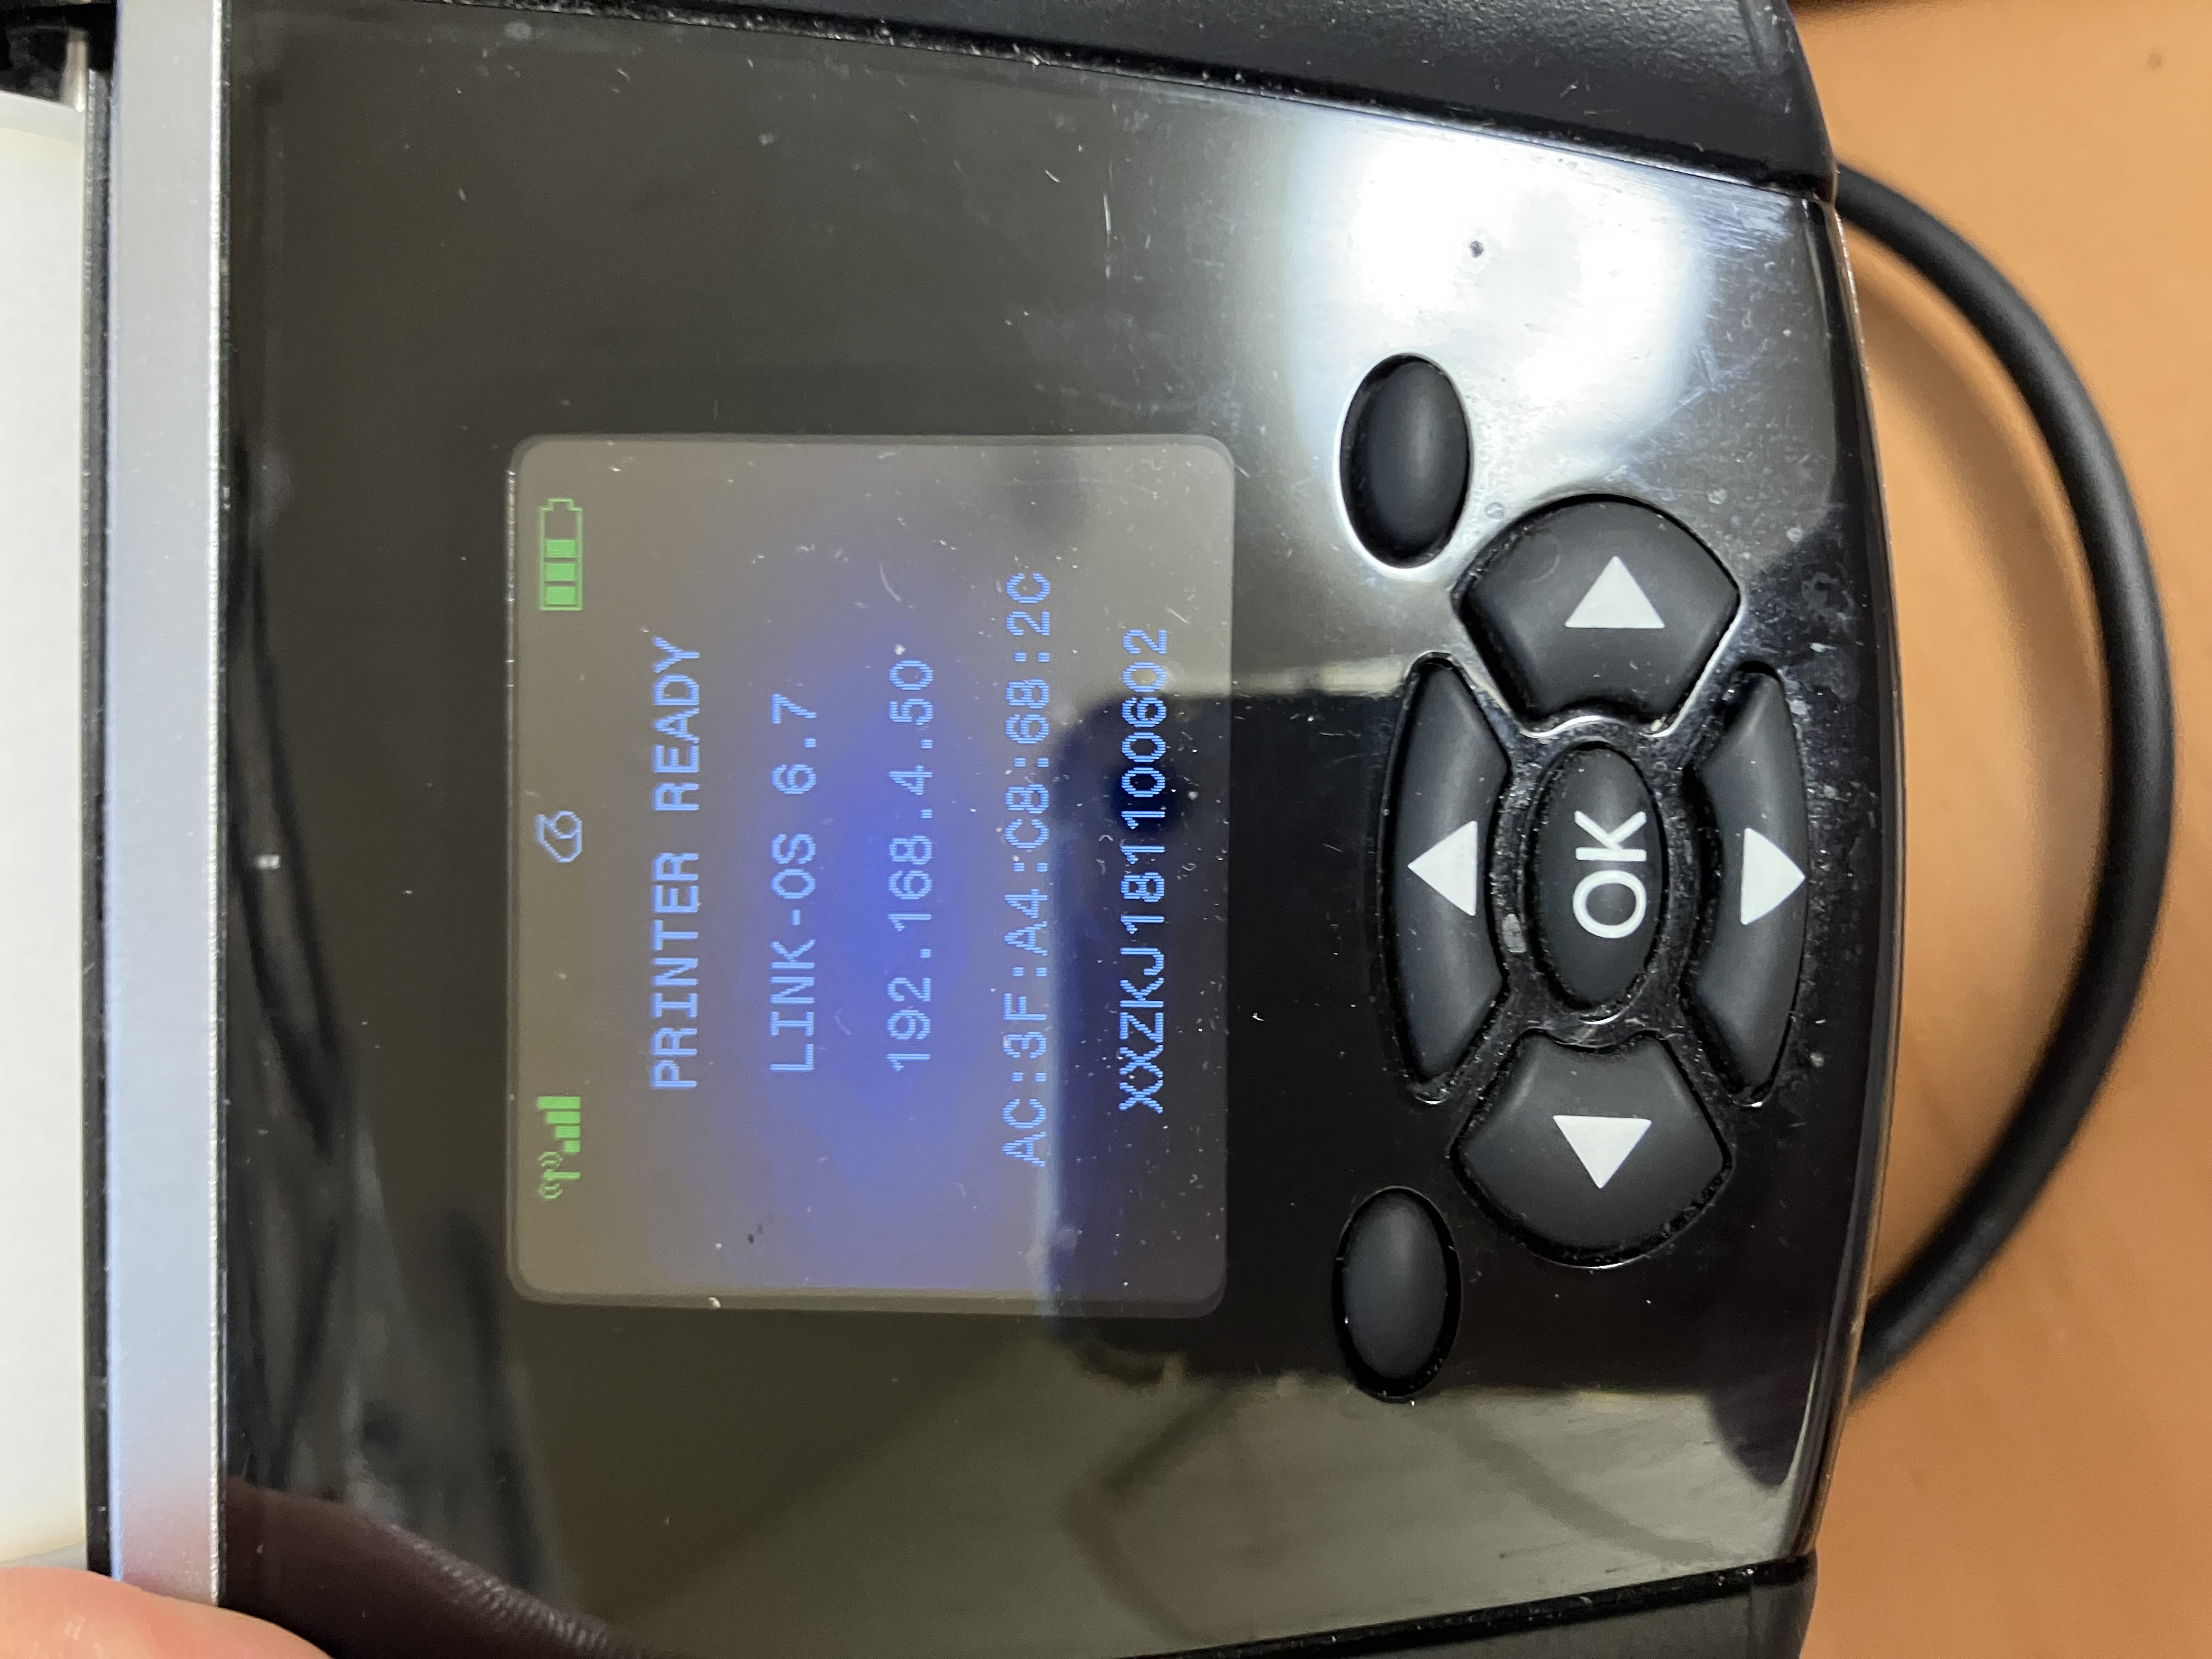 PRINTER READY
LINK-OS 6.7
192.168.4.50
AC:3F:A4:C8:68:2C
XXZKJ181100602
OK